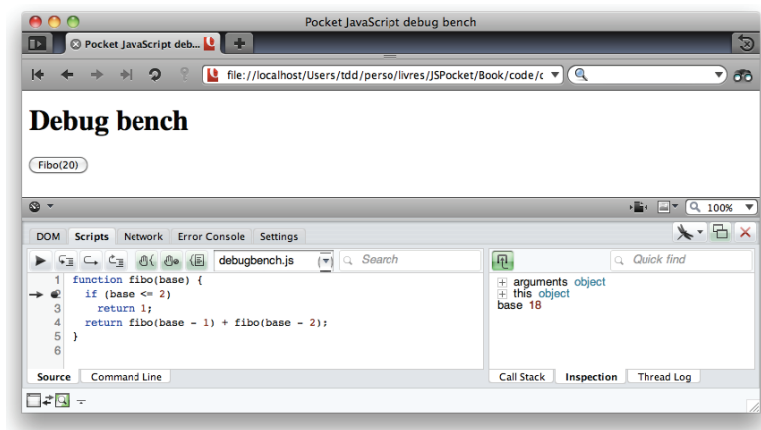 Pocket JavaScript debug bench
Pocket JavaScript deb...
file://localhost/Users/tdd/perso/livres/JSPocket/Book/code/c
Debug bench
Fibo(20)
100%
DOM Scripts Network Error Console Settings
debugbench.js Search Quick find
1 function fibo(base) {
if (base <= 2)
3 return 1;
4 return fibo(base - 1) + fibo(base - 2);
5 }
6
arguments object
this object
base 18
Source Command Line
Call Stack Inspection Thread Log